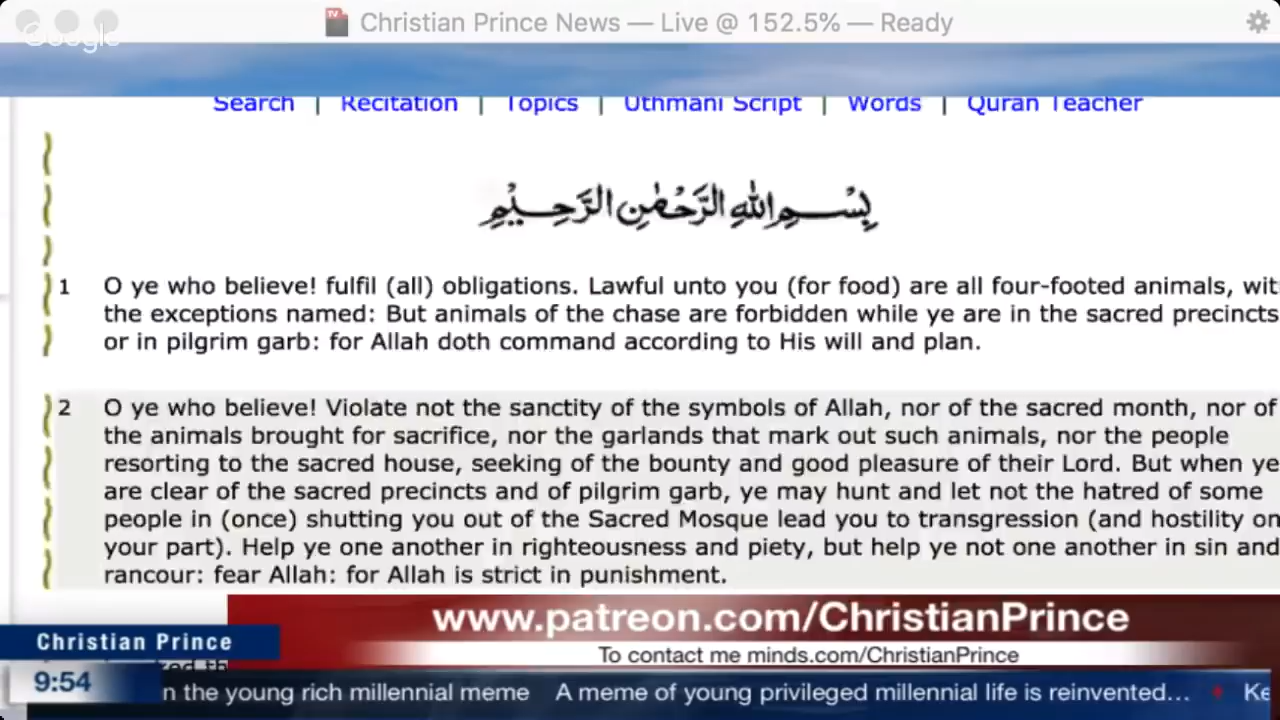 Christian Prince News — Live @ 152.5% — Ready
Google
Search | Recitation | Topics | Uthmani Script | Words | Quran Teacher
بِسْمِ اللهِ الرَّحْمٰنِ الرَّحِيْمِ
1 O ye who believe! fulfil (all) obligations. Lawful unto you (for food) are all four-footed animals, wit
the exceptions named: But animals of the chase are forbidden while ye are in the sacred precincts
or in pilgrim garb: for Allah doth command according to His will and plan.
2 O ye who believe! Violate not the sanctity of the symbols of Allah, nor of the sacred month, nor of
the animals brought for sacrifice, nor the garlands that mark out such animals, nor the people
resorting to the sacred house, seeking of the bounty and good pleasure of their Lord. But when ye
are clear of the sacred precincts and of pilgrim garb, ye may hunt and let not the hatred of some
people in (once) shutting you out of the Sacred Mosque lead you to transgression (and hostility on
your part). Help ye one another in righteousness and piety, but help ye not one another in sin and
rancour: fear Allah: for Allah is strict in punishment.
www.patreon.com/ChristianPrince
Christian Prince
To contact me minds.com/ChristianPrince
9:54
n the young rich millennial meme A meme of young privileged millennial life is reinvented... Ke